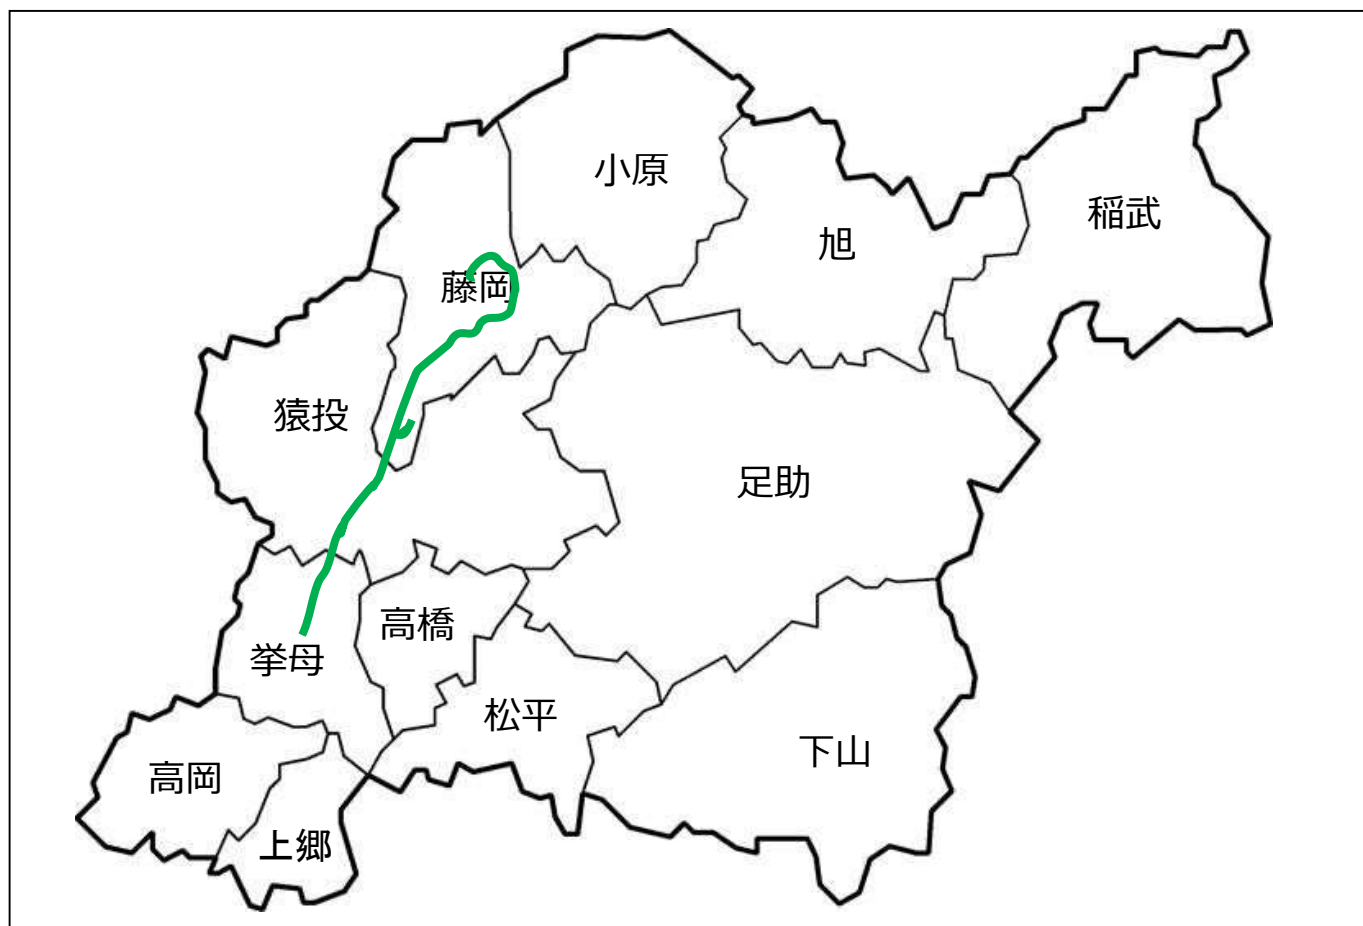 小原
稲武
旭
藤岡
猿投
足助
高橋
挙母
松平
下山
高岡
上郷